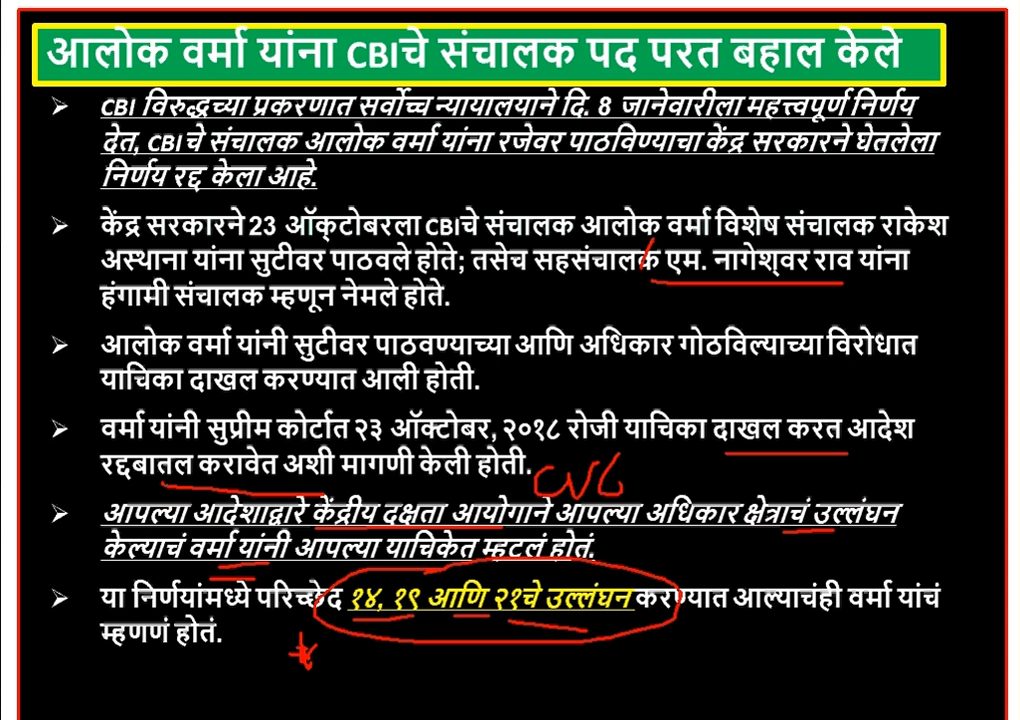 आलोक वर्मा यांना CBIचे संचालक पद परत बहाल केले
➢ CBI विरुद्धच्या प्रकरणात सर्वोच्च न्यायालयाने दि. 8 जानेवारीला महत्त्वपूर्ण निर्णय
देत, CBI चे संचालक आलोक वर्मा यांना रजेवर पाठविण्याचा केंद्र सरकारने घेतलेला
निर्णय रद्द केला आहे.
➢ केंद्र सरकारने 23 ऑक्टोबरला CBIचे संचालक आलोक वर्मा विशेष संचालक राकेश
अस्थाना यांना सुटीवर पाठवले होते; तसेच सहसंचालक एम. नागेश्वर राव यांना
हंगामी संचालक म्हणून नेमले होते.
➢ आलोक वर्मा यांनी सुटीवर पाठवण्याच्या आणि अधिकार गोठविल्याच्या विरोधात
याचिका दाखल करण्यात आली होती.
➢ वर्मा यांनी सुप्रीम कोर्टात २३ ऑक्टोबर, २०१८ रोजी याचिका दाखल करत आदेश
रद्दबातल करावेत अशी मागणी केली होती.
CVC
➢ आपल्या आदेशाद्वारे केंद्रीय दक्षता आयोगाने आपल्या अधिकार क्षेत्राचं उल्लंघन
केल्याचं वर्मा यांनी आपल्या याचिकेत म्हटलं होतं.
➢ या निर्णयांमध्ये परिच्छेद १४, १९ आणि २१चे उल्लंघन करण्यात आल्याचंही वर्मा यांचं
म्हणणं होतं.